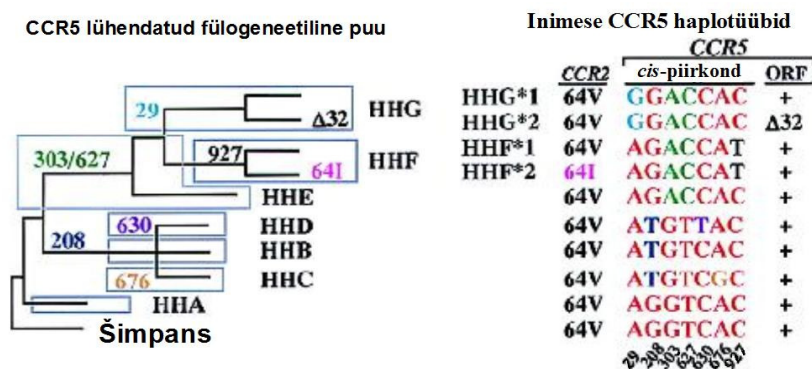 CCR5 lühendatud fülogeneetiline puu
29
Δ32
HHG
303/627
927
64I
HHF
HHE
630
HHD
208
HHB
676
HHC
HHA
Šimpans
Inimese CCR5 haplotüübid
CCR5
CCR2 cis-piirkond ORF
HHG*1 64V GGACCAC +
HHG*2 64V GGACCAC Δ32
HHF*1 64V AGACCAT +
HHF*2 64I AGACCAT +
64V AGACCAC +
64V ATGTTAC +
64V ATGTCAC +
64V ATGTCGC +
64V AGGTCAC +
64V AGGTCAC +
29 208 303 627 630 676 927